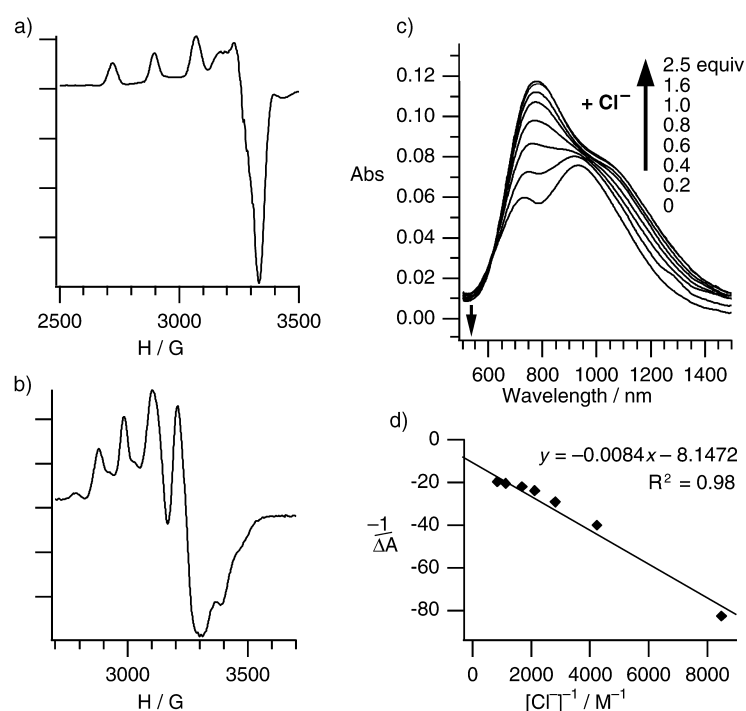 a)
2500 3000 3500
H / G
b)
3000 3500
H / G
c)
Abs
0.12
0.10
0.08
0.06
0.04
0.02
0.00
+ Cl⁻
2.5 equiv
1.6
1.0
0.8
0.6
0.4
0.2
0
600 800 1000 1200 1400
Wavelength / nm
d)
−1
ΔA
0
-20
-40
-60
-80
y = −0.0084x − 8.1472
R² = 0.98
0 2000 4000 6000 8000
[Cl⁻]⁻¹ / M⁻¹